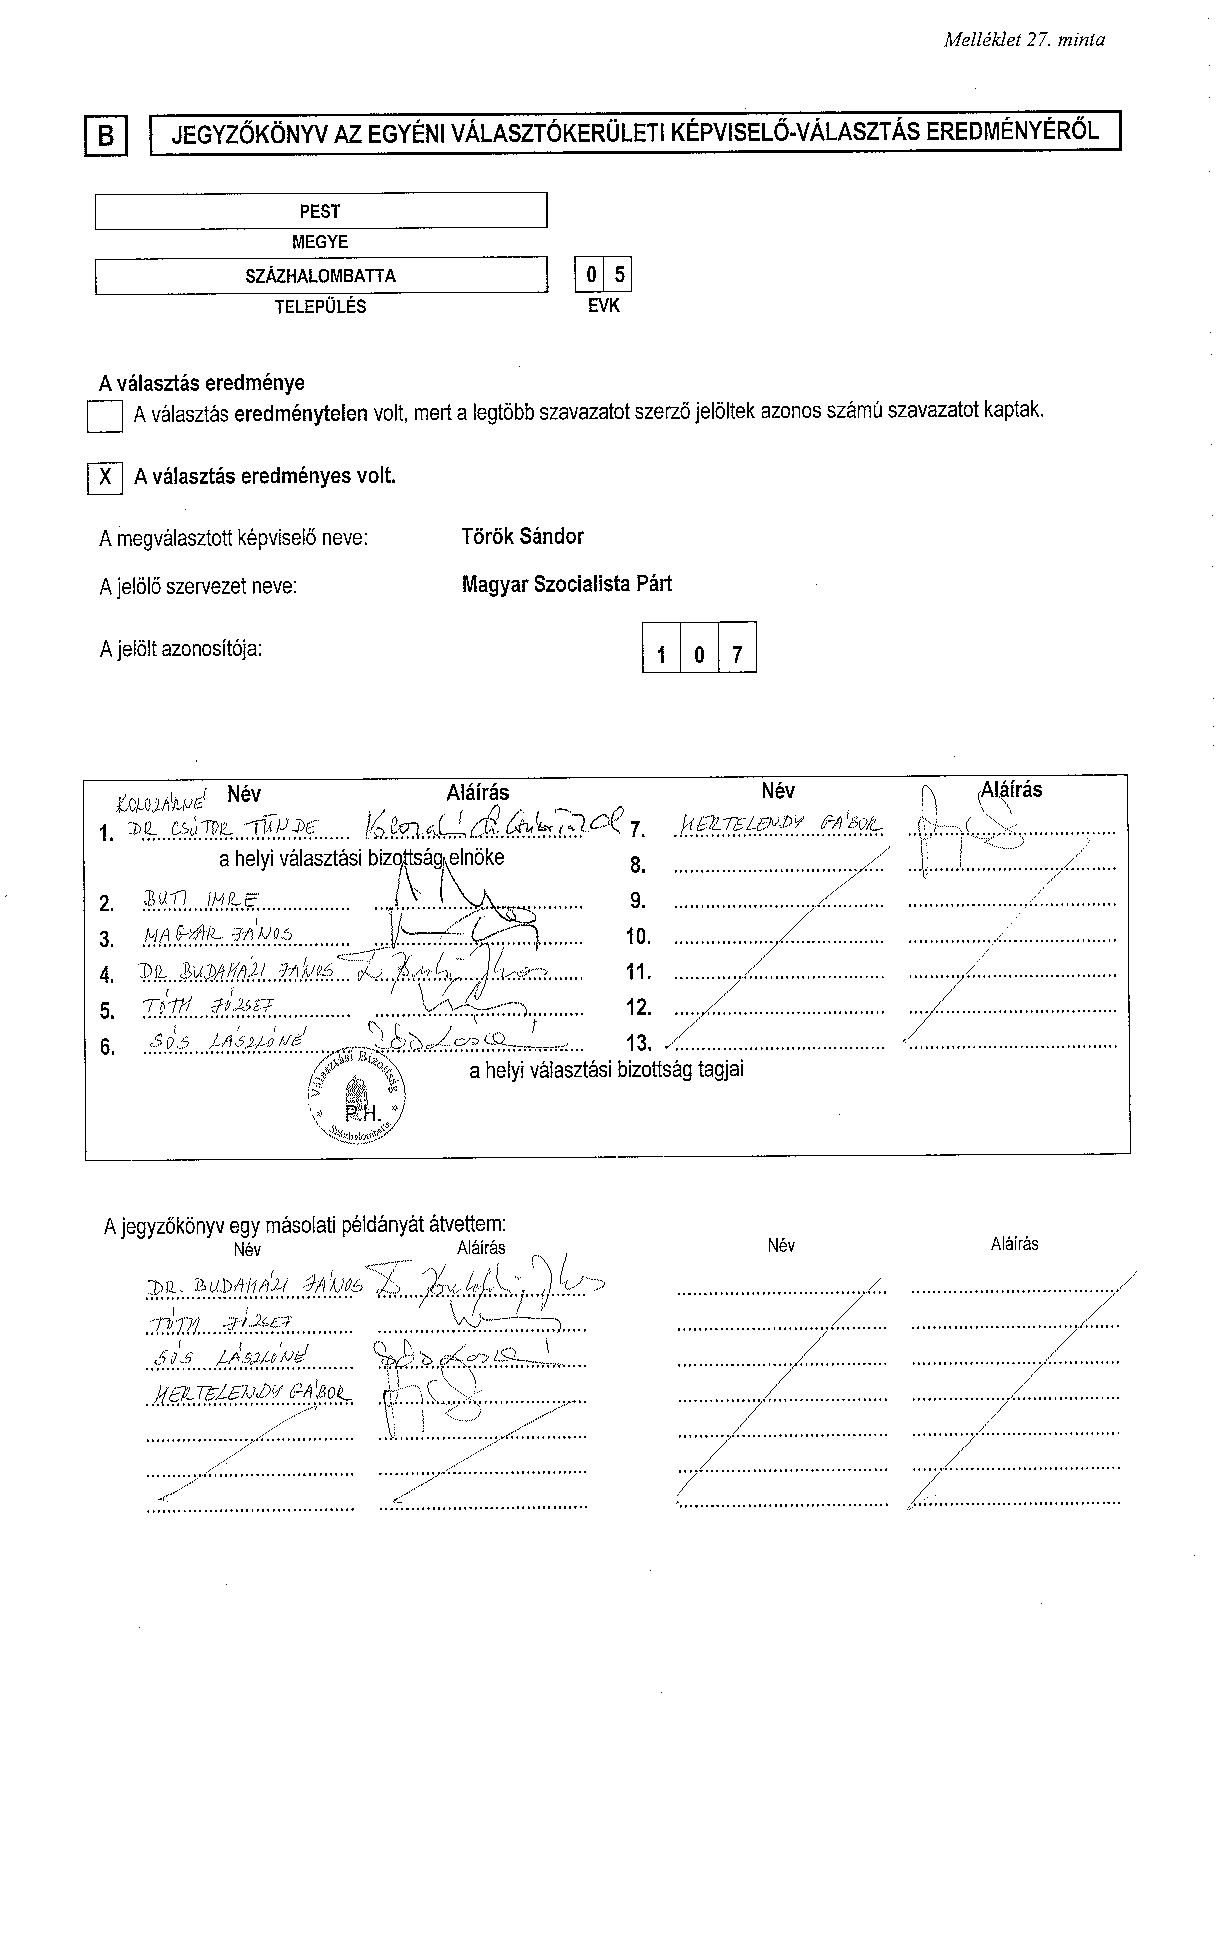 Melléklet 27. minta
B JEGYZŐKÖNYV AZ EGYÉNI VÁLASZTÓKERÜLETI KÉPVISELŐ-VÁLASZTÁS EREDMÉNYÉRŐL
PEST
MEGYE
SZÁZHALOMBATTA 0 5
TELEPÜLÉS EVK
A választás eredménye
A választás eredménytelen volt, mert a legtöbb szavazatot szerző jelöltek azonos számú szavazatot kaptak.
X A választás eredményes volt.
A megválasztott képviselő neve: Török Sándor
A jelölő szervezet neve: Magyar Szocialista Párt
A jelölt azonosítója: 1 0 7
Név Aláírás Név Aláírás
1. DR CSÚTOR TÜNDE 7. HERTELENDY GÁBOR
a helyi választási bizottság elnöke 8.
2. IMRE 9.
3. MAGYAR JÁNOS 10.
4. DR. BUDAHÁZI JÁNOS 11.
5. TÓTH JÓZSEF 12.
6. SÓS LÁSZLÓNÉ 13.
a helyi választási bizottság tagjai
Választási Bizottság
P.H.
Százhalombatta
A jegyzőkönyv egy másolati példányát átvettem:
Név Aláírás Név Aláírás
DR. BUDAHÁZI JÁNOS
TÓTH JÓZSEF
SÓS LÁSZLÓNÉ
HERTELENDY GÁBOR